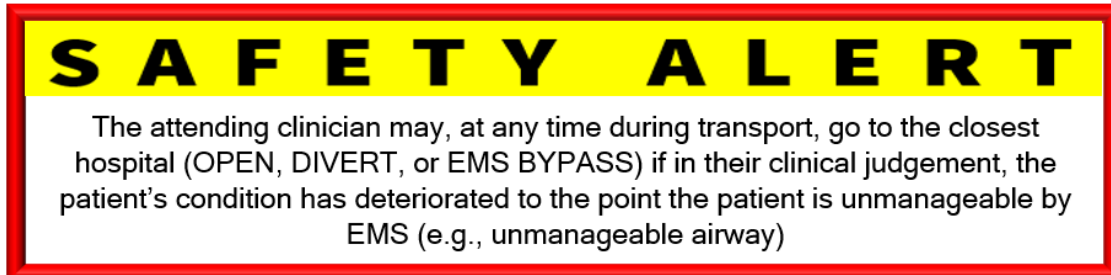 SAFETY ALERT
The attending clinician may, at any time during transport, go to the closest
hospital (OPEN, DIVERT, or EMS BYPASS) if in their clinical judgement, the
patient’s condition has deteriorated to the point the patient is unmanageable by
EMS (e.g., unmanageable airway)